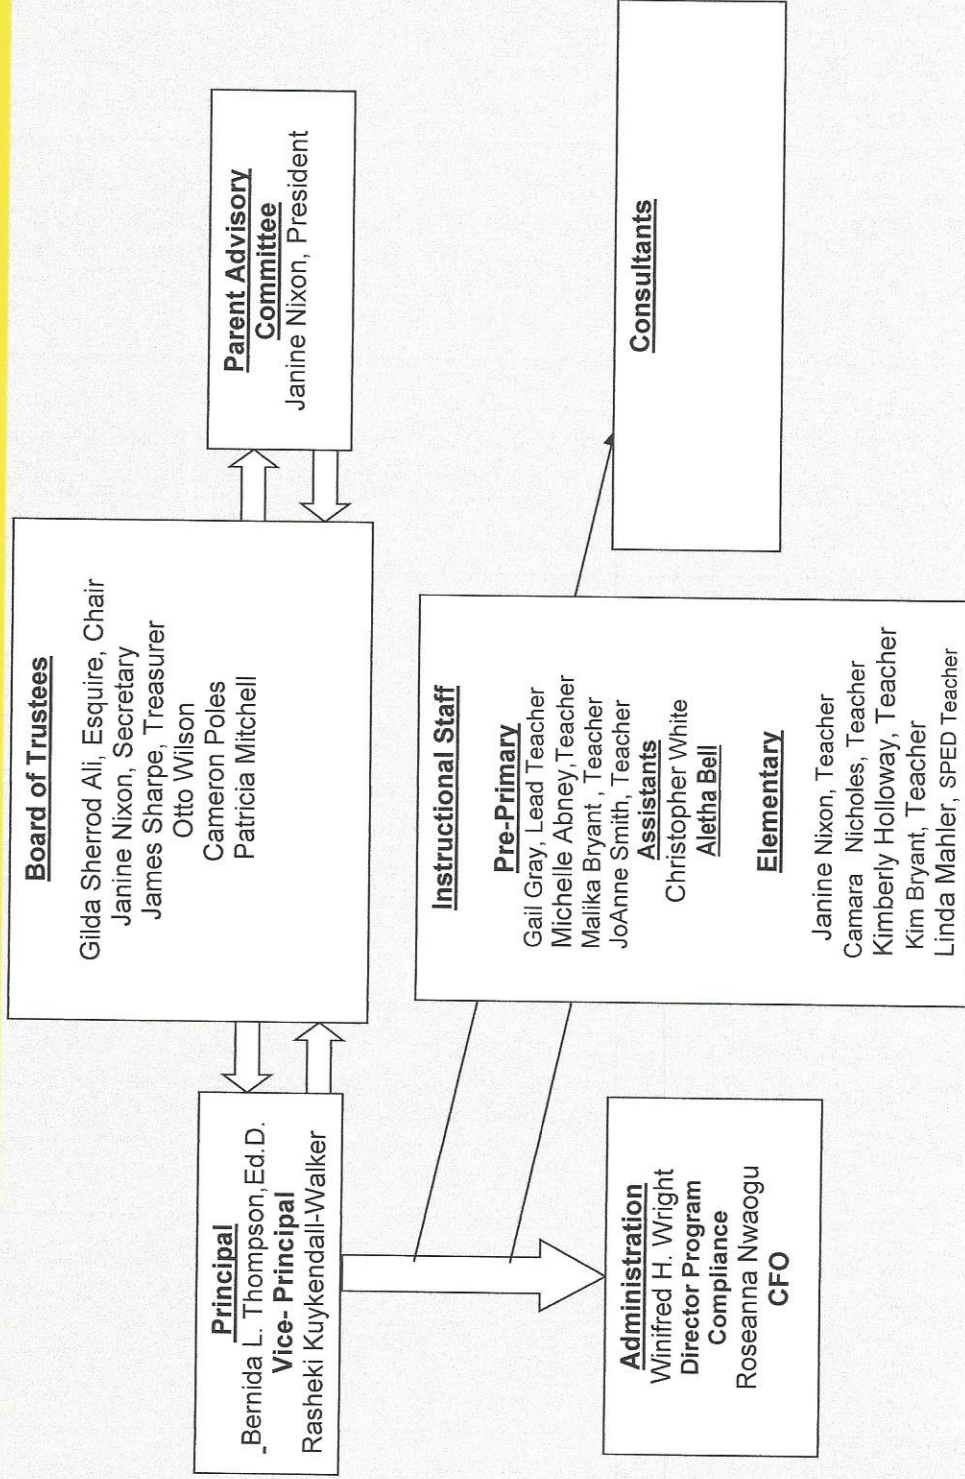 Board of Trustees
Gilda Sherrod Ali, Esquire, Chair
Janine Nixon, Secretary
James Sharpe, Treasurer
Otto Wilson
Cameron Poles
Patricia Mitchell
Principal
Bernida L. Thompson,Ed.D.
Vice- Principal
Rasheki Kuykendall-Walker
Parent Advisory
Committee
Janine Nixon, President
Administration
Winifred H. Wright
Director Program
Compliance
Roseanna Nwaogu
CFO
Instructional Staff
Pre-Primary
Gail Gray, Lead Teacher
Michelle Abney,Teacher
Malika Bryant , Teacher
JoAnne Smith, Teacher
Assistants
Christopher White
Aletha Bell
Elementary
Janine Nixon, Teacher
Camara Nicholes, Teacher
Kimberly Holloway, Teacher
Kim Bryant, Teacher
Linda Mahler, SPED Teacher
Consultants